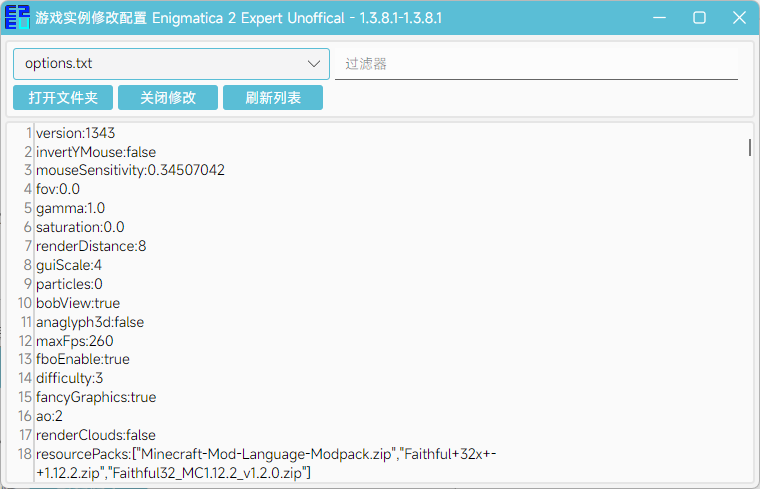 E2
EU
游戏实例修改配置 Enigmatica 2 Expert Unoffical - 1.3.8.1-1.3.8.1
options.txt 过滤器
打开文件夹 关闭修改 刷新列表
1 version:1343
2 invertYMouse:false
3 mouseSensitivity:0.34507042
4 fov:0.0
5 gamma:1.0
6 saturation:0.0
7 renderDistance:8
8 guiScale:4
9 particles:0
10 bobView:true
11 anaglyph3d:false
12 maxFps:260
13 fboEnable:true
14 difficulty:3
15 fancyGraphics:true
16 ao:2
17 renderClouds:false
18 resourcePacks:["Minecraft-Mod-Language-Modpack.zip","Faithful+32x+-
+1.12.2.zip","Faithful32_MC1.12.2_v1.2.0.zip"]